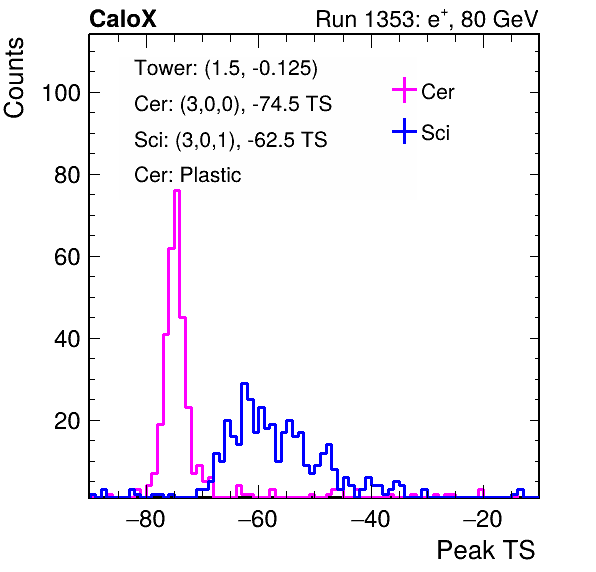 CaloX Run 1353: e⁺, 80 GeV
Counts
Tower: (1.5, -0.125)
Cer: (3,0,0), -74.5 TS
Sci: (3,0,1), -62.5 TS
Cer: Plastic
Cer
Sci
100
80
60
40
20
−80 −60 −40 −20
Peak TS